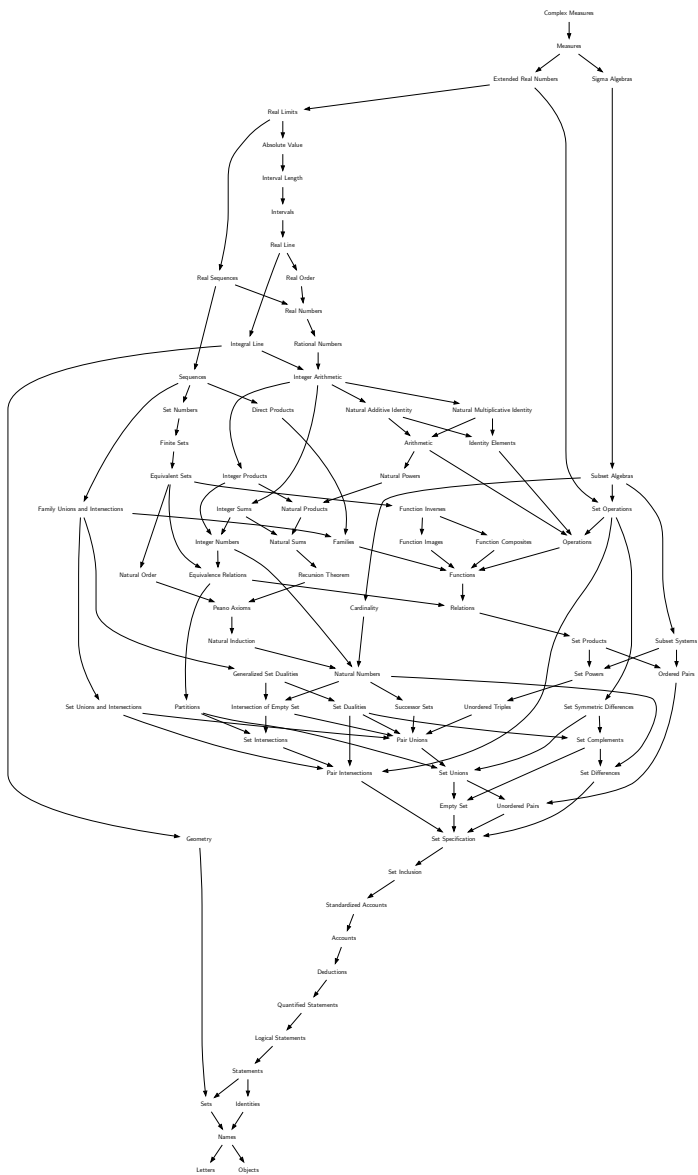 Complex Measures
Measures
Extended Real Numbers
Sigma Algebras
Real Limits
Absolute Value
Interval Length
Intervals
Real Line
Real Sequences
Real Order
Real Numbers
Integral Line
Rational Numbers
Sequences
Integer Arithmetic
Set Numbers
Direct Products
Natural Additive Identity
Natural Multiplicative Identity
Finite Sets
Arithmetic
Identity Elements
Equivalent Sets
Integer Products
Natural Powers
Subset Algebras
Family Unions and Intersections
Integer Sums
Natural Products
Function Inverses
Set Operations
Integer Numbers
Natural Sums
Families
Function Images
Function Composites
Operations
Natural Order
Equivalence Relations
Recursion Theorem
Functions
Peano Axioms
Cardinality
Relations
Natural Induction
Set Products
Subset Systems
Generalized Set Dualities
Natural Numbers
Set Powers
Ordered Pairs
Set Unions and Intersections
Partitions
Intersection of Empty Set
Set Dualities
Successor Sets
Unordered Triples
Set Symmetric Differences
Set Intersections
Pair Unions
Set Complements
Pair Intersections
Set Unions
Set Differences
Empty Set
Unordered Pairs
Geometry
Set Specification
Set Inclusion
Standardized Accounts
Accounts
Deductions
Quantified Statements
Logical Statements
Statements
Sets
Identities
Names
Letters
Objects